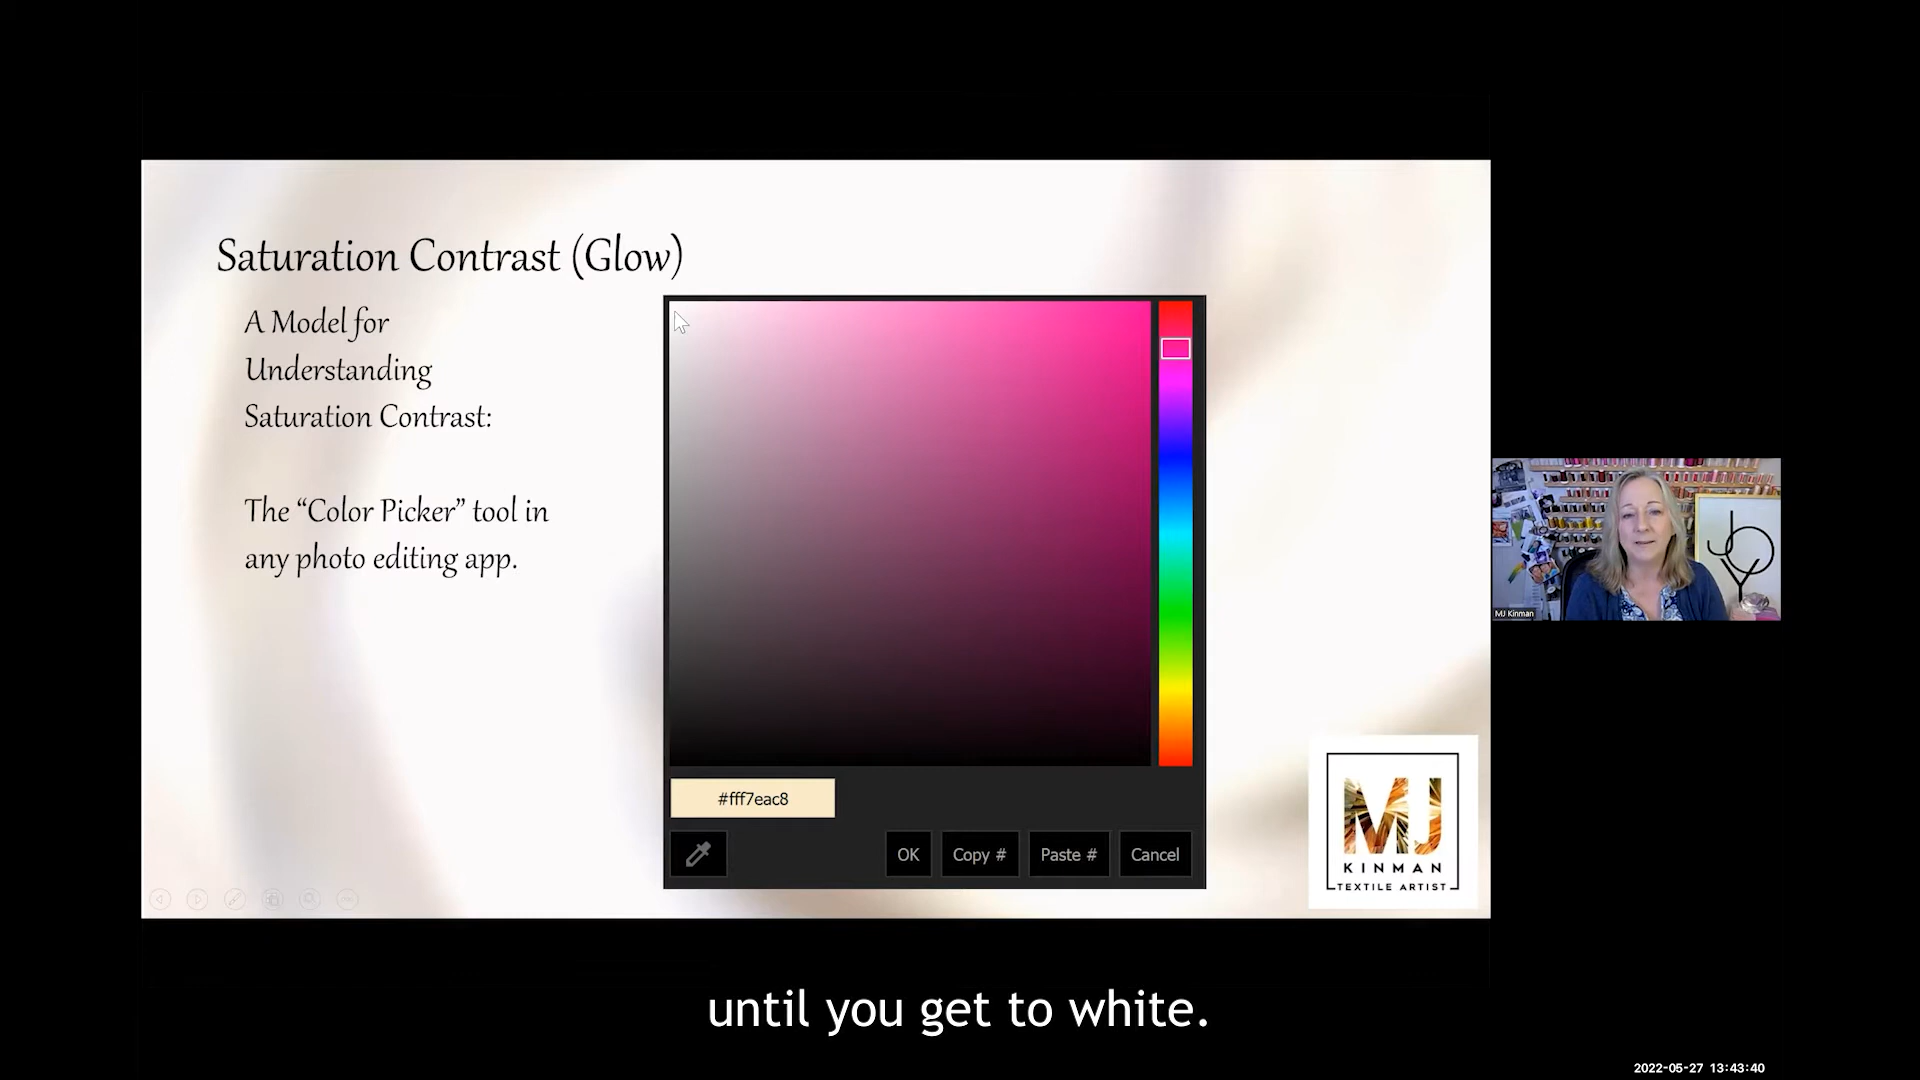 Saturation Contrast (Glow)
A Model for
Understanding
Saturation Contrast:
The “Color Picker” tool in
any photo editing app.
#fff7eac8
OK
Copy #
Paste #
Cancel
MJ
KINMAN
TEXTILE ARTIST
JOY
MJ Kinman
until you get to white.
2022-05-27 13:43:40